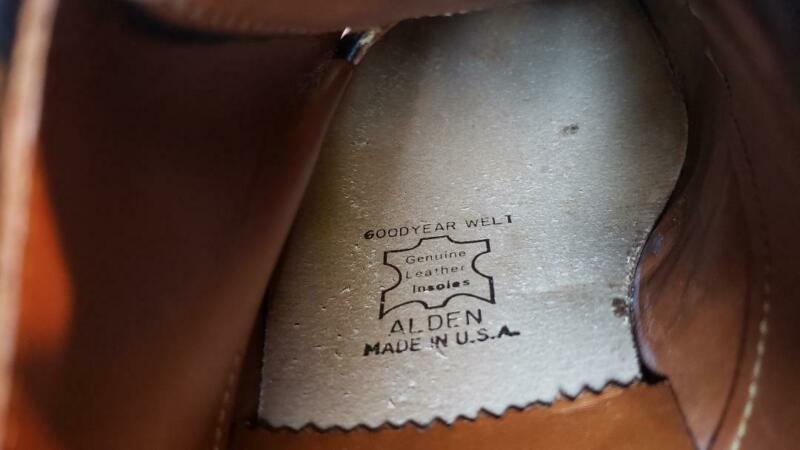 GOODYEAR WELT
Genuine
Leather
Insoles
ALDEN
MADE IN U.S.A.